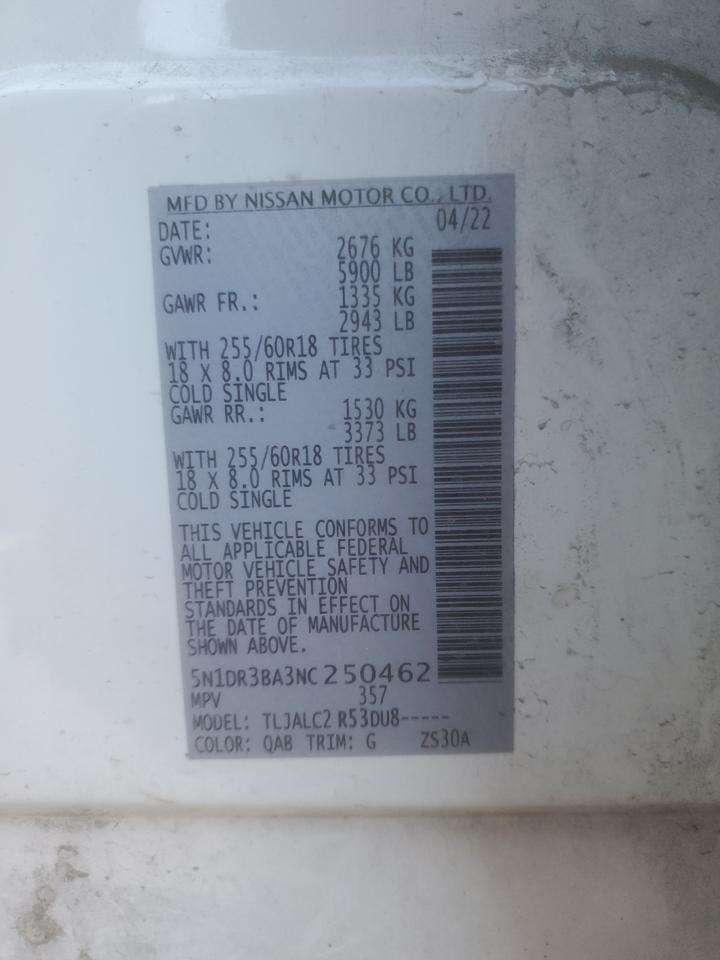 MFD BY NISSAN MOTOR CO., LTD.
DATE: 04/22
GVWR: 2676 KG
5900 LB
GAWR FR.: 1335 KG
2943 LB
WITH 255/60R18 TIRES
18 X 8.0 RIMS AT 33 PSI
COLD SINGLE
GAWR RR.: 1530 KG
3373 LB
WITH 255/60R18 TIRES
18 X 8.0 RIMS AT 33 PSI
COLD SINGLE
THIS VEHICLE CONFORMS TO
ALL APPLICABLE FEDERAL
MOTOR VEHICLE SAFETY AND
THEFT PREVENTION
STANDARDS IN EFFECT ON
THE DATE OF MANUFACTURE
SHOWN ABOVE.
5N1DR3BA3NC250462
MPV 357
MODEL: TLJALC2 R53DU8-----
COLOR: QAB TRIM: G ZS30A